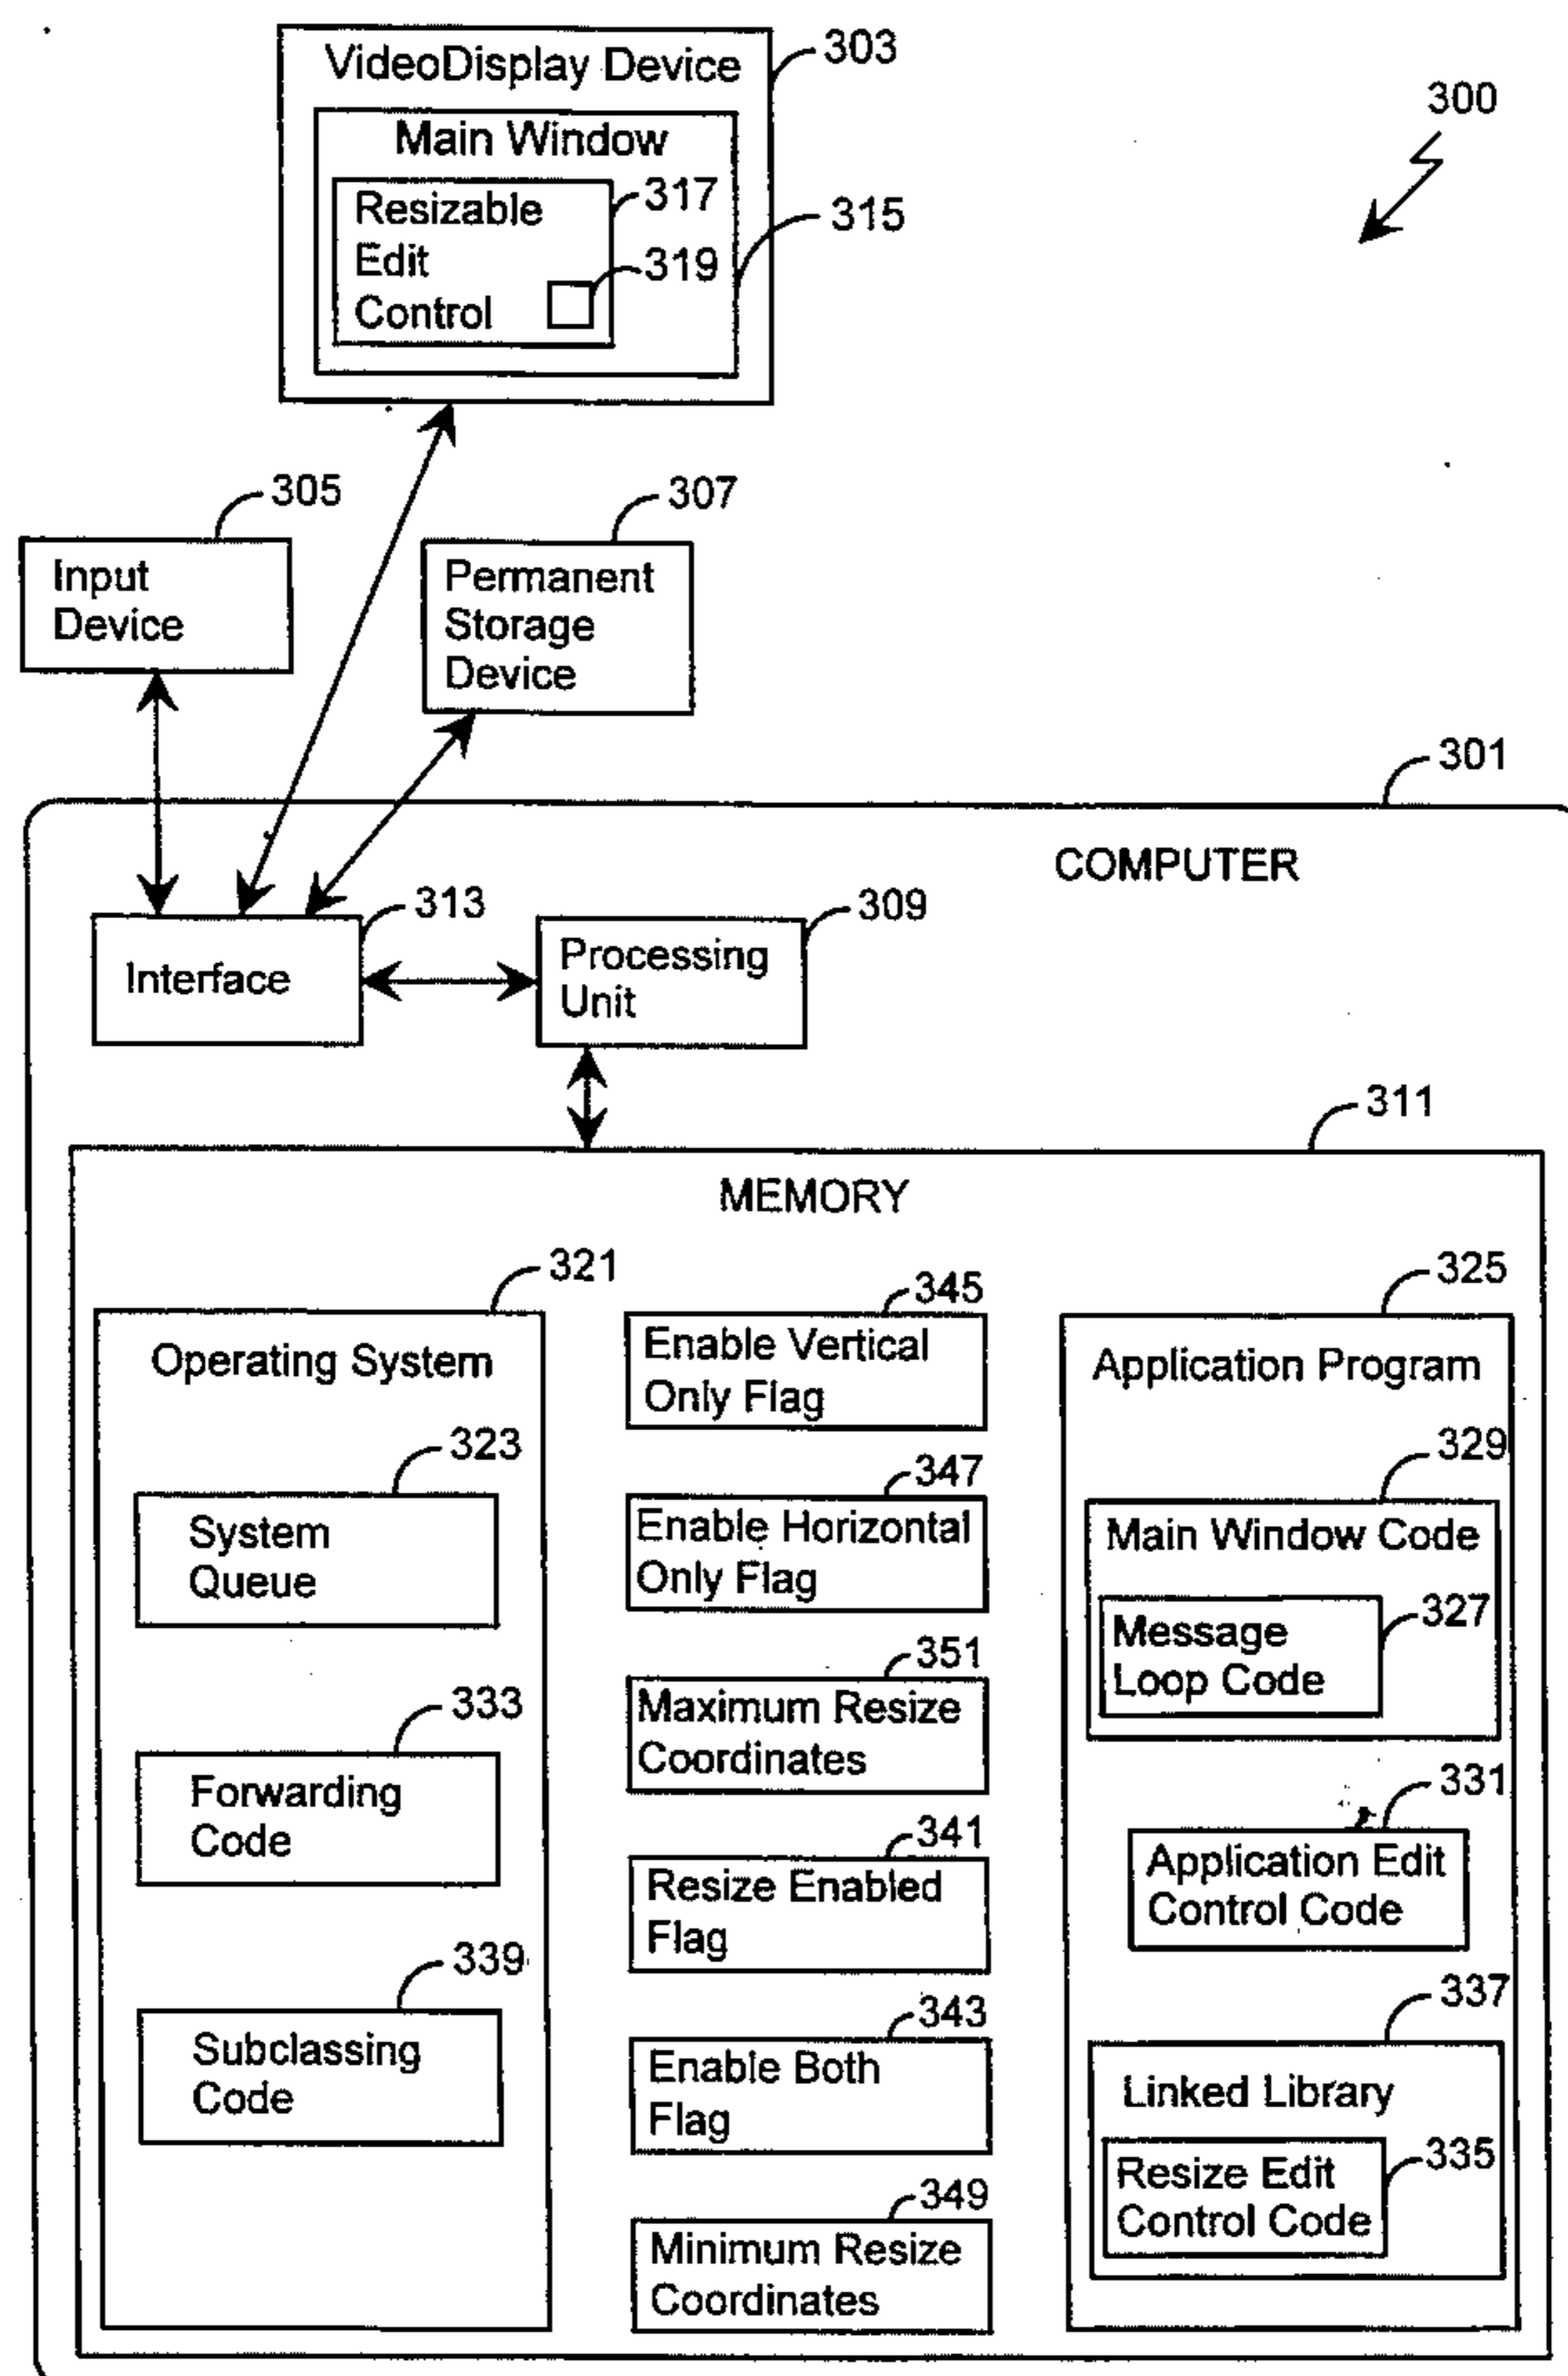 303
VideoDisplay Device
300
Main Window
317
Resizable
Edit
Control
315
319
305
307
Input
Device
Permanent
Storage
Device
301
COMPUTER
313
309
Interface
Processing
Unit
311
MEMORY
321
345
325
Operating System
Enable Vertical
Only Flag
Application Program
323
347
329
System
Queue
Enable Horizontal
Only Flag
Main Window Code
327
Message
Loop Code
351
333
Maximum Resize
Coordinates
331
Forwarding
Code
341
Resize Enabled
Flag
Application Edit
Control Code
339
343
337
Subclassing
Code
Enable Both
Flag
Linked Library
335
Resize Edit
Control Code
349
Minimum Resize
Coordinates